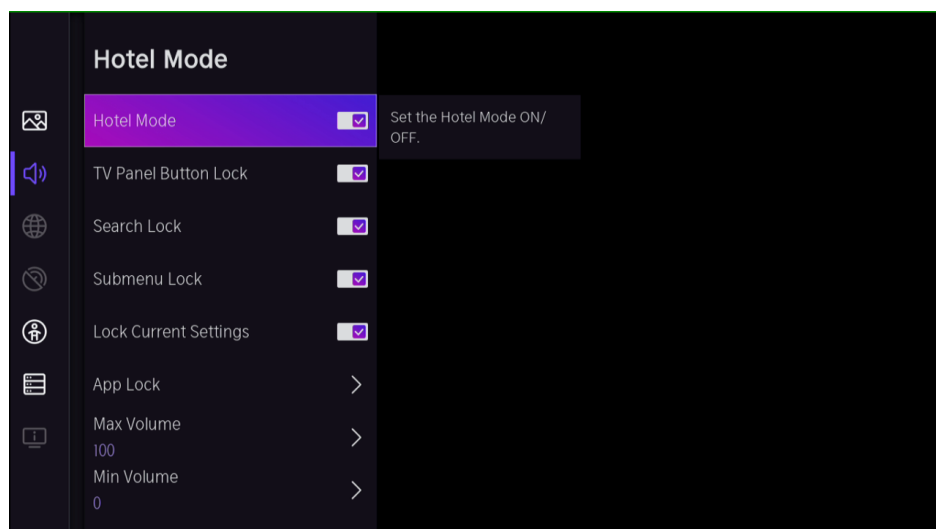 Hotel Mode
Hotel Mode
Set the Hotel Mode ON/
OFF.
TV Panel Button Lock
Search Lock
Submenu Lock
Lock Current Settings
App Lock
Max Volume
100
Min Volume
0